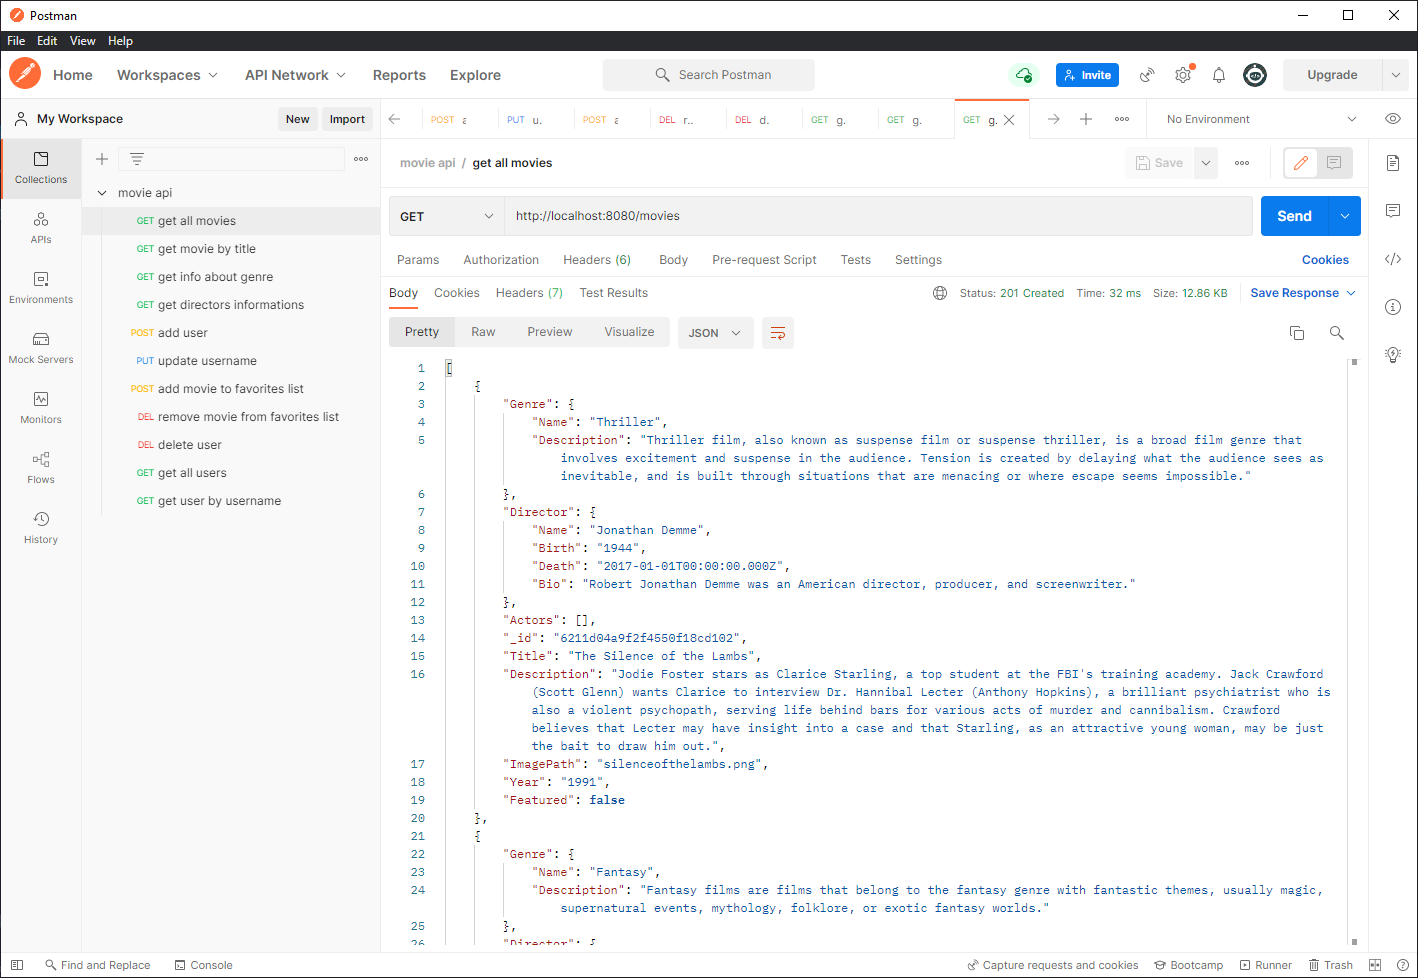 Postman
File Edit View Help
Home Workspaces API Network Reports Explore Search Postman Invite Upgrade
My Workspace New Import
POST a PUT u. POST a DEL r.. DEL d. GET g. GET g. GET g. No Environment
Collections
APIs
Environments
Mock Servers
Monitors
Flows
History
movie api
GET get all movies
GET get movie by title
GET get info about genre
GET get directors informations
POST add user
PUT update username
POST add movie to favorites list
DEL remove movie from favorites list
DEL delete user
GET get all users
GET get user by username
movie api / get all movies Save
GET http://localhost:8080/movies Send
Params Authorization Headers (6) Body Pre-request Script Tests Settings Cookies
Body Cookies Headers (7) Test Results Status: 201 Created Time: 32 ms Size: 12.86 KB Save Response
Pretty Raw Preview Visualize JSON
1 [
2 {
3 "Genre": {
4 "Name": "Thriller",
5 "Description": "Thriller film, also known as suspense film or suspense thriller, is a broad film genre that
involves excitement and suspense in the audience. Tension is created by delaying what the audience sees as
inevitable, and is built through situations that are menacing or where escape seems impossible."
6 },
7 "Director": {
8 "Name": "Jonathan Demme",
9 "Birth": "1944",
10 "Death": "2017-01-01T00:00:00.000Z",
11 "Bio": "Robert Jonathan Demme was an American director, producer, and screenwriter."
12 },
13 "Actors": [],
14 "_id": "6211d04a9f2f4550f18cd102",
15 "Title": "The Silence of the Lambs",
16 "Description": "Jodie Foster stars as Clarice Starling, a top student at the FBI's training academy. Jack Crawford
(Scott Glenn) wants Clarice to interview Dr. Hannibal Lecter (Anthony Hopkins), a brilliant psychiatrist who is
also a violent psychopath, serving life behind bars for various acts of murder and cannibalism. Crawford
believes that Lecter may have insight into a case and that Starling, as an attractive young woman, may be just
the bait to draw him out.",
17 "ImagePath": "silenceofthelambs.png",
18 "Year": "1991",
19 "Featured": false
20 },
21 {
22 "Genre": {
23 "Name": "Fantasy",
24 "Description": "Fantasy films are films that belong to the fantasy genre with fantastic themes, usually magic,
supernatural events, mythology, folklore, or exotic fantasy worlds."
25 },
26 "Director": {
Find and Replace Console Capture requests and cookies Bootcamp Runner Trash